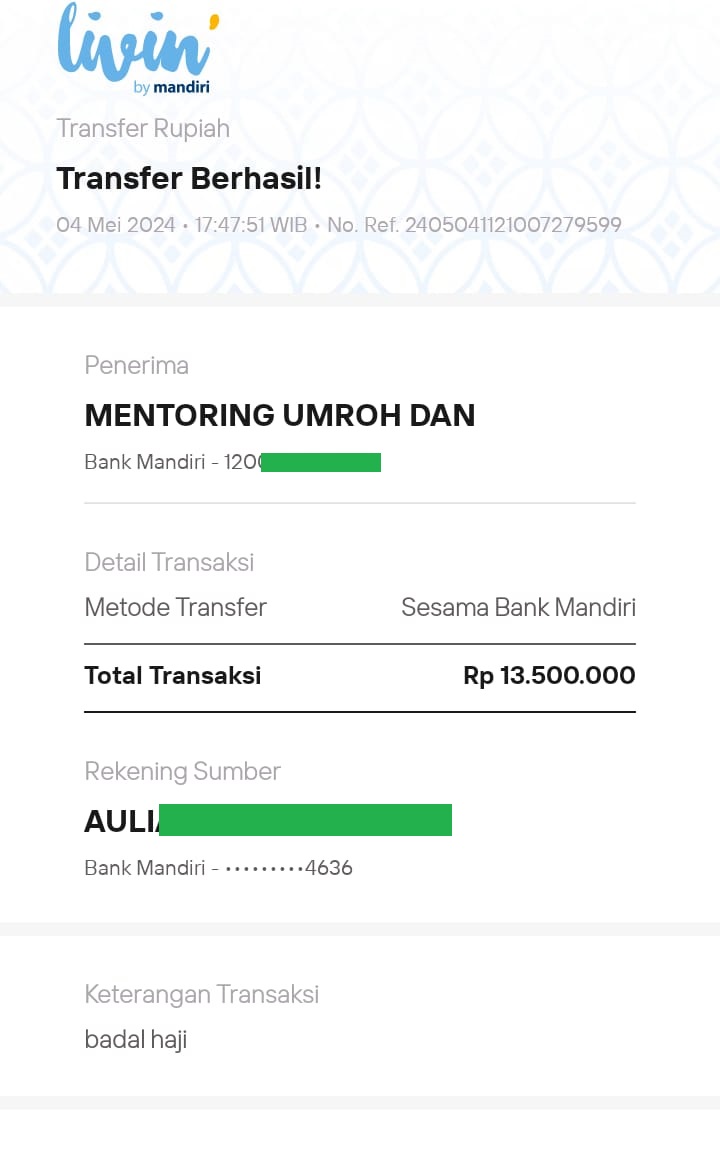 livin'
by mandiri
Transfer Rupiah
Transfer Berhasil!
04 Mei 2024 • 17:47:51 WIB • No. Ref. 2405041121007279599
Penerima
MENTORING UMROH DAN
Bank Mandiri - 120
Detail Transaksi
Metode Transfer Sesama Bank Mandiri
Total Transaksi Rp 13.500.000
Rekening Sumber
AULI
Bank Mandiri - •••••••••4636
Keterangan Transaksi
badal haji